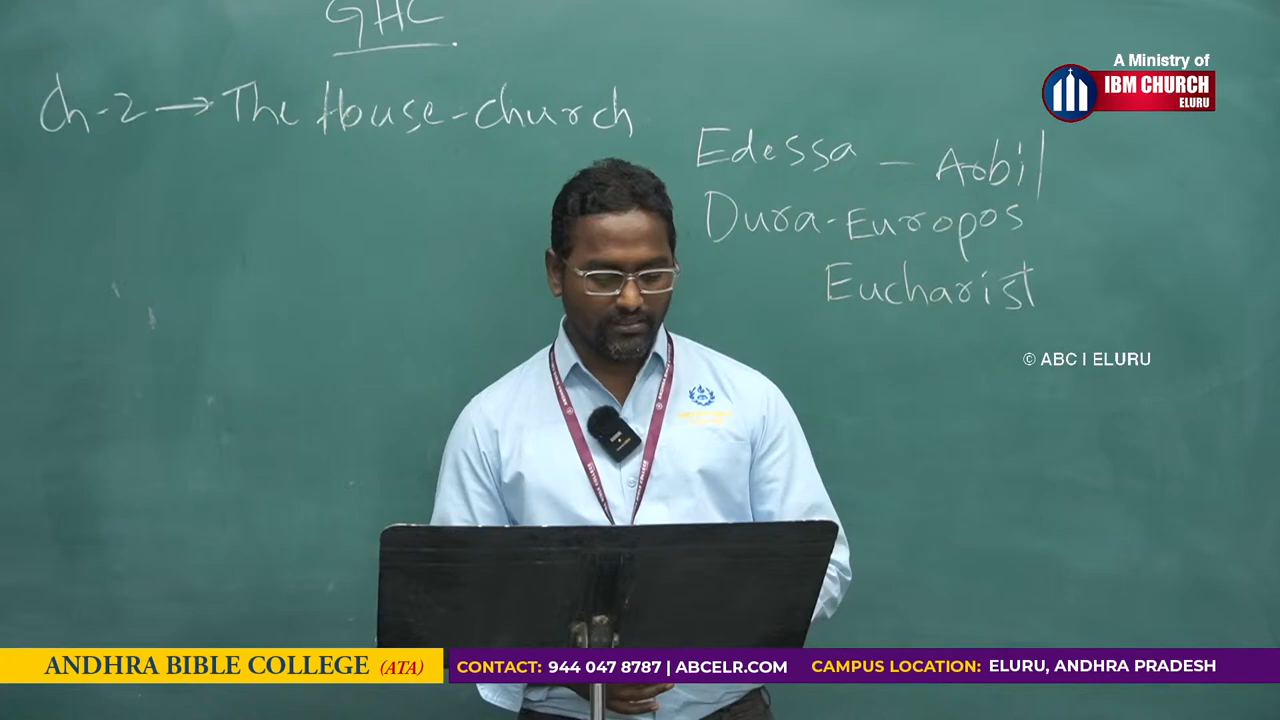 GHC
Ch-2 → The House-church
Edessa - Arbil
Dura-Europos
Eucharist
A Ministry of
IBM CHURCH
ELURU
© ABC | ELURU
ANDHRA BIBLE COLLEGE (ATA)
CONTACT: 944 047 8787 | ABCELR.COM
CAMPUS LOCATION: ELURU, ANDHRA PRADESH